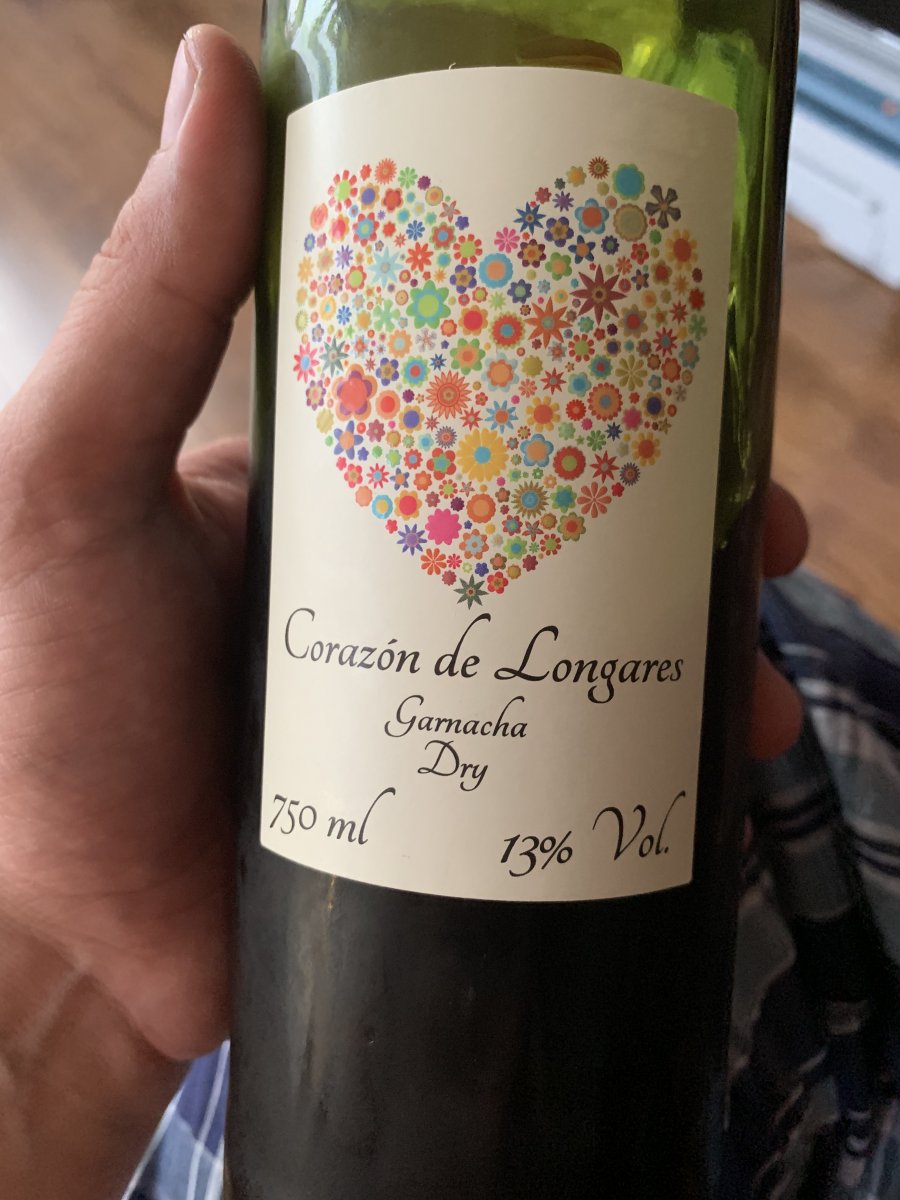 Corazón de Longares
Garnacha
Dry
750 ml
13% Vol.